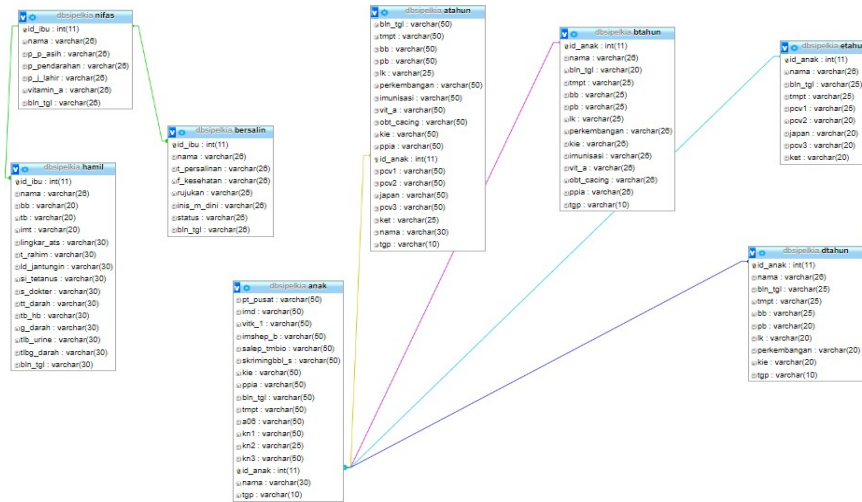 dbsipelkia nifas
id_ibu : int(11)
nama : varchar(26)
p_p_asih : varchar(26)
p_pendarahan : varchar(26)
p_j_lahir : varchar(26)
vitamin_a : varchar(26)
bln_tgl : varchar(26)
dbsipelkia bersalin
id_ibu : int(11)
nama : varchar(26)
t_persalinan : varchar(26)
f_kesehatan : varchar(26)
rujukan : varchar(26)
inis_m_dini : varchar(26)
status : varchar(26)
bln_tgl : varchar(26)
dbsipelkia hamil
id_ibu : int(11)
nama : varchar(26)
bb : varchar(20)
tb : varchar(20)
imt : varchar(20)
lingkar_ats : varchar(30)
t_rahim : varchar(30)
ld_jantungin : varchar(30)
si_tetanus : varchar(30)
s_dokter : varchar(30)
tt_darah : varchar(30)
tb_hb : varchar(30)
g_darah : varchar(30)
tlb_urine : varchar(30)
tlbg_darah : varchar(30)
bln_tgl : varchar(30)
dbsipelkia anak
pt_pusat : varchar(50)
imd : varchar(50)
vitk_1 : varchar(50)
imshep_b : varchar(50)
salep_tmbio : varchar(50)
skrimingbbl_s : varchar(50)
kie : varchar(50)
ppia : varchar(50)
bln_tgl : varchar(50)
tmpt : varchar(50)
a06 : varchar(50)
kn1 : varchar(50)
kn2 : varchar(25)
kn3 : varchar(50)
id_anak : int(11)
nama : varchar(30)
tgp : varchar(10)
dbsipelkia atahun
bln_tgl : varchar(50)
tmpt : varchar(50)
bb : varchar(50)
pb : varchar(50)
lk : varchar(25)
perkembangan : varchar(50)
imunisasi : varchar(50)
vit_a : varchar(50)
obt_cacing : varchar(50)
kie : varchar(50)
ppia : varchar(50)
id_anak : int(11)
pcv1 : varchar(50)
pcv2 : varchar(50)
japan : varchar(50)
pcv3 : varchar(50)
ket : varchar(25)
nama : varchar(30)
tgp : varchar(10)
dbsipelkia btahun
id_anak : int(11)
nama : varchar(26)
bln_tgl : varchar(20)
tmpt : varchar(25)
bb : varchar(25)
pb : varchar(25)
lk : varchar(25)
perkembangan : varchar(26)
kie : varchar(26)
imunisasi : varchar(26)
vit_a : varchar(26)
obt_cacing : varchar(26)
ppia : varchar(26)
tgp : varchar(10)
dbsipelkia etahu
id_anak : int(11)
nama : varchar(26)
bln_tgl : varchar(25)
tmpt : varchar(25)
pcv1 : varchar(20)
pcv2 : varchar(20)
japan : varchar(20)
pcv3 : varchar(20)
ket : varchar(20)
dbsipelkia dtahun
id_anak : int(11)
nama : varchar(26)
bln_tgl : varchar(25)
tmpt : varchar(25)
bb : varchar(25)
pb : varchar(20)
lk : varchar(20)
perkembangan : varchar(20)
kie : varchar(20)
tgp : varchar(10)